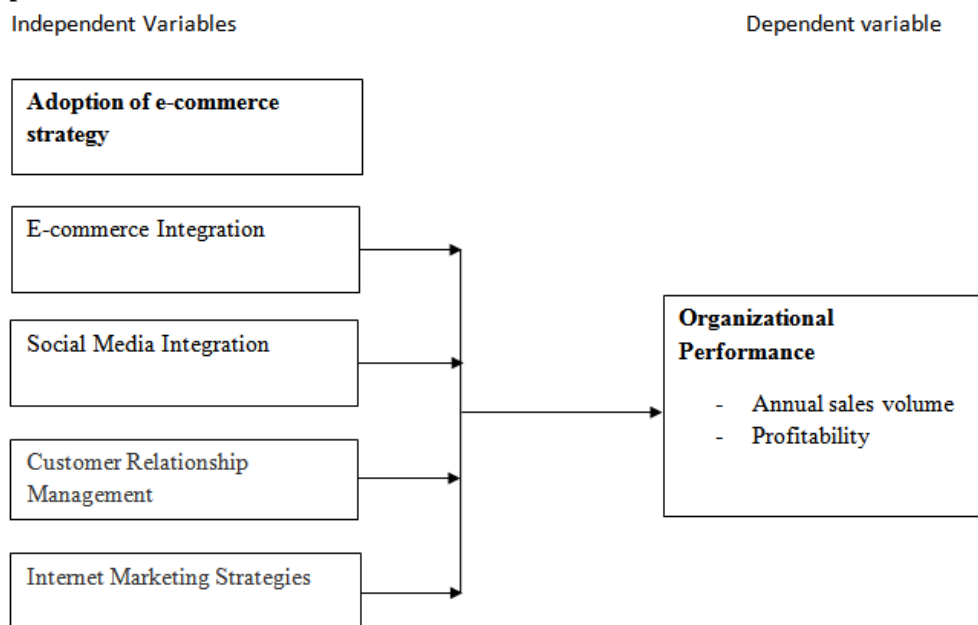 Independent Variables
Dependent variable
Adoption of e-commerce
strategy
E-commerce Integration
Social Media Integration
Customer Relationship
Management
Internet Marketing Strategies
Organizational
Performance
- Annual sales volume
- Profitability